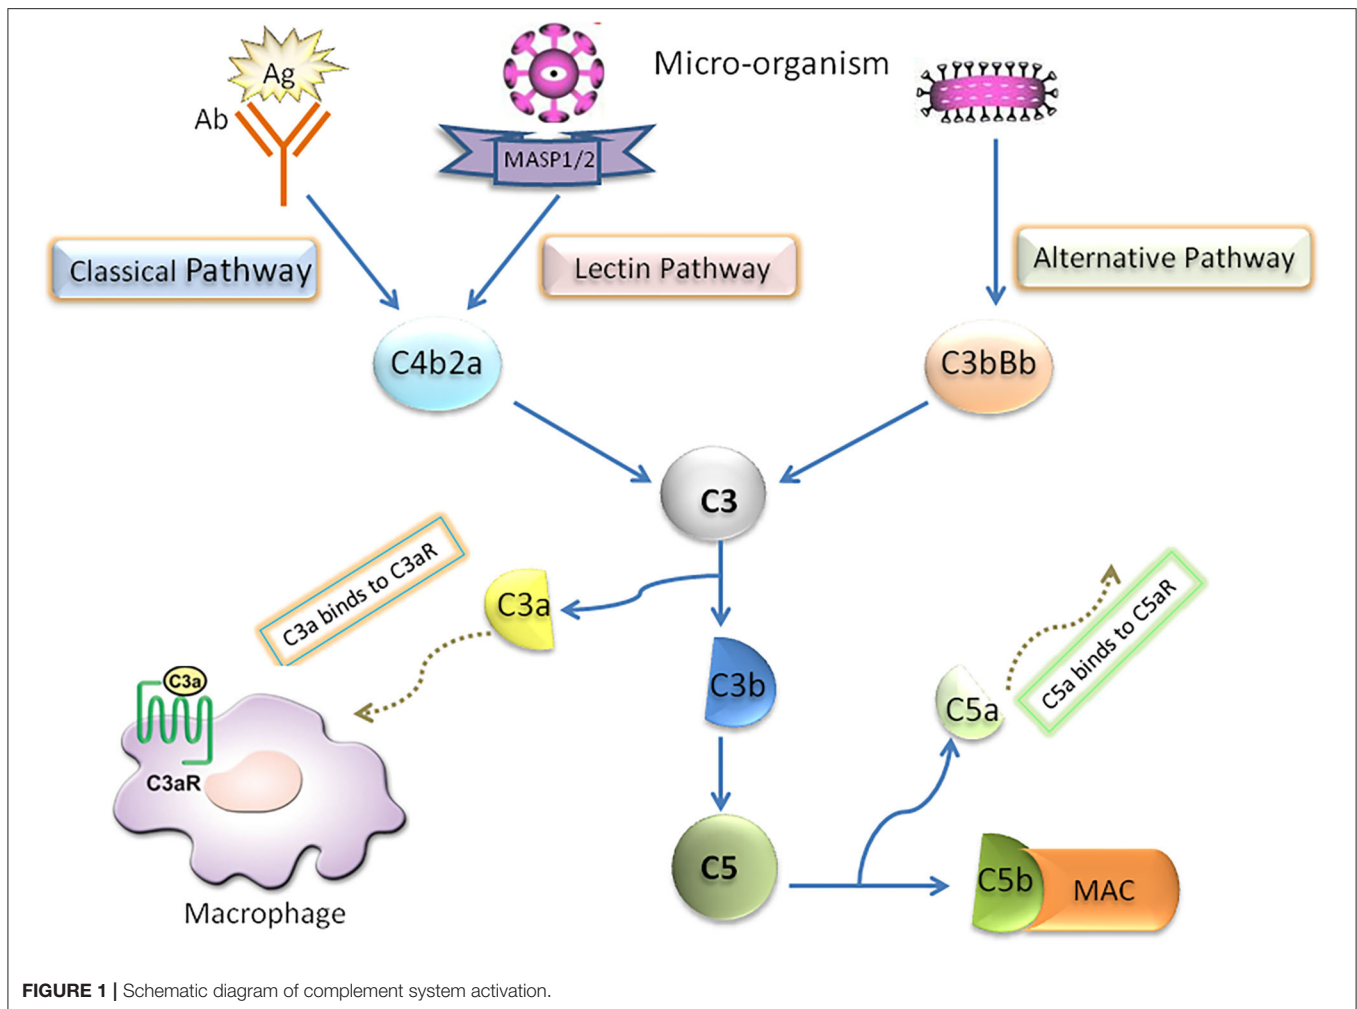 Ag
Ab
Micro-organism
MASP1/2
Classical Pathway
Lectin Pathway
Alternative Pathway
C4b2a
C3bBb
C3
C3a binds to C3aR
C3a
C3b
C5a
C5a binds to C5aR
C3a
C3aR
Macrophage
C5
C5b
MAC
FIGURE 1 | Schematic diagram of complement system activation.